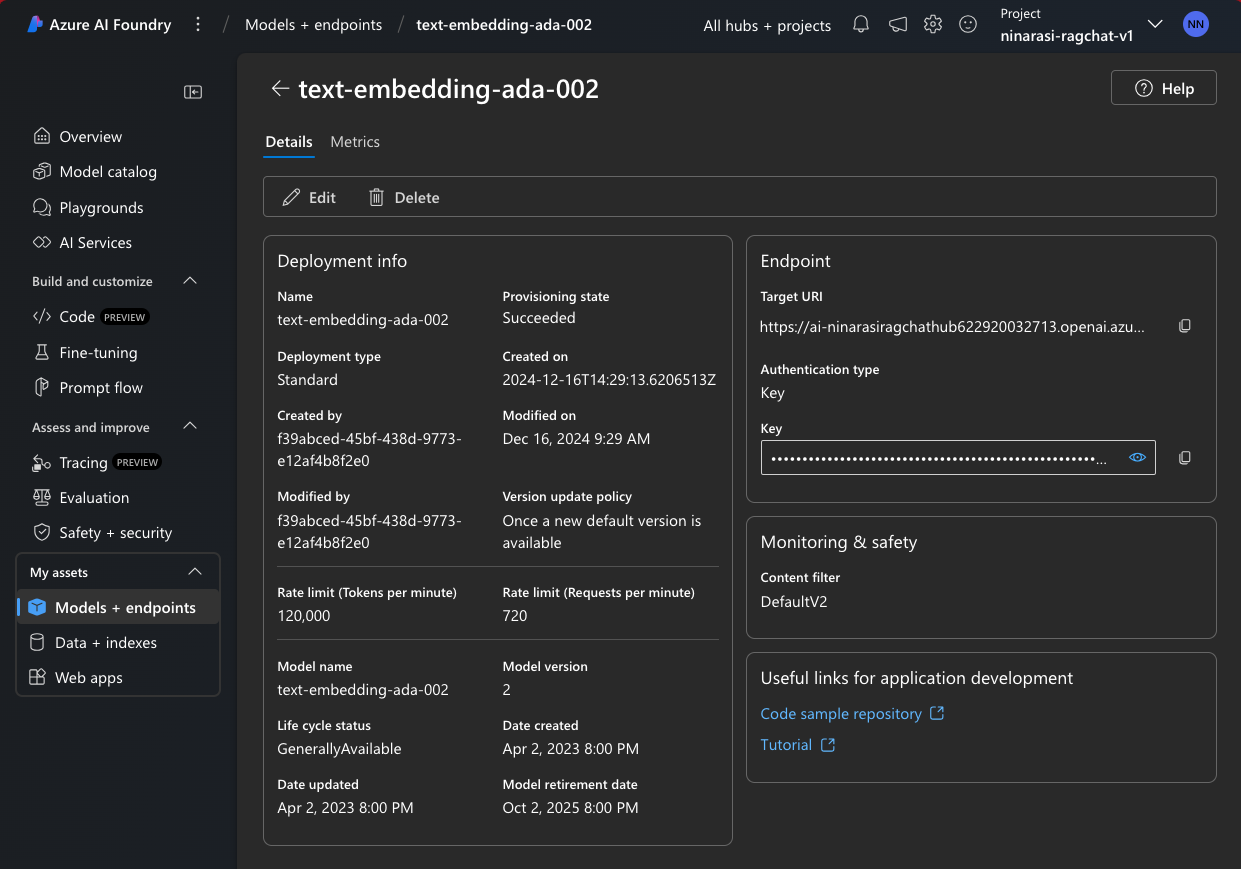 Azure AI Foundry / Models + endpoints / text-embedding-ada-002
All hubs + projects
Project
ninarasi-ragchat-v1
NN
Overview
Model catalog
Playgrounds
AI Services
Build and customize
Code PREVIEW
Fine-tuning
Prompt flow
Assess and improve
Tracing PREVIEW
Evaluation
Safety + security
My assets
Models + endpoints
Data + indexes
Web apps
text-embedding-ada-002
Help
Details Metrics
Edit Delete
Deployment info
Name
text-embedding-ada-002
Provisioning state
Succeeded
Deployment type
Standard
Created on
2024-12-16T14:29:13.6206513Z
Created by
f39abced-45bf-438d-9773-
e12af4b8f2e0
Modified on
Dec 16, 2024 9:29 AM
Modified by
f39abced-45bf-438d-9773-
e12af4b8f2e0
Version update policy
Once a new default version is
available
Rate limit (Tokens per minute)
120,000
Rate limit (Requests per minute)
720
Model name
text-embedding-ada-002
Model version
2
Life cycle status
GenerallyAvailable
Date created
Apr 2, 2023 8:00 PM
Date updated
Apr 2, 2023 8:00 PM
Model retirement date
Oct 2, 2025 8:00 PM
Endpoint
Target URI
https://ai-ninarasiragchathub622920032713.openai.azu...
Authentication type
Key
Key
Monitoring & safety
Content filter
DefaultV2
Useful links for application development
Code sample repository
Tutorial